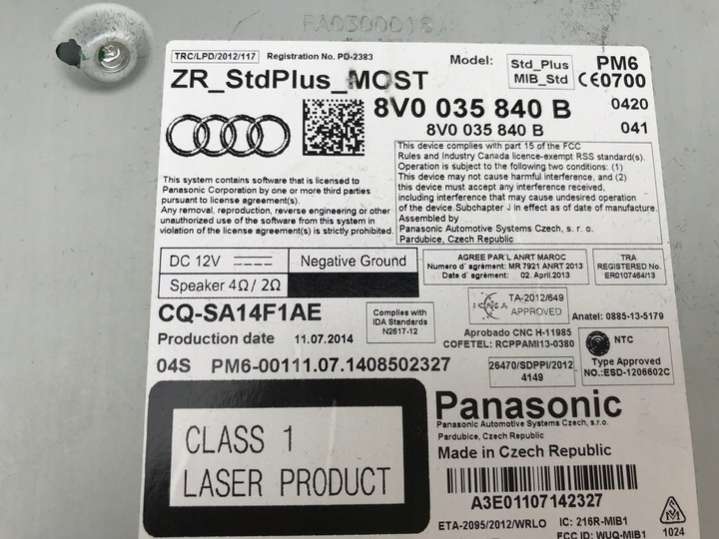 TRC/LPD/2012/117 Registration No. PD-2383
Model: Std_Plus PM6
MIB_Std CE0700
ZR_StdPlus_MOST
8V0 035 840 B 0420
8V0 035 840 B 041
This system contains software that is licensed to
Panasonic Corporation by one or more third parties
pursuant to license agreement(s).
Any removal, reproduction, reverse engineering or other
unauthorized use of the software from this system in
violation of the license agreement(s) is strictly prohibited.
This device complies with part 15 of the FCC
Rules and Industry Canada licence-exempt RSS standard(s).
Operation is subject to the following two conditions: (1)
This device may not cause harmful interference, and (2)
this device must accept any interference received,
including interference that may cause undesired operation
of the device. Subchapter J in effect as of date of manufacture.
Assembled by
Panasonic Automotive Systems Czech, s. r.o.
Pardubice, Czech Republic
DC 12V Negative Ground
Speaker 4Ω/ 2Ω
AGREE PAR'L ANRT MAROC
Numero d' agrément: MR 7921 ANRT 2013
Date d' agrém: 02. April.2013
TRA
REGISTERED No.
ER0107464/13
CQ-SA14F1AE
Production date 11.07.2014
04S PM6-00111.07.1408502327
Complies with
IDA Standards
N2517-12
TA-2012/649
APPROVED
Anatel: 0885-13-5179
Aprobado CNC H-11985
COFETEL: RCPPAMI13-0380
26470/SDPPI/2012
4149
NTC
Type Approved
NO.:ESD-1206602C
CLASS 1
LASER PRODUCT
Panasonic
Panasonic Automotive Systems Czech, s.r.o.
Pardubice, Czech Republic
Made in Czech Republic
A3E01107142327
ETA-2095/2012/WRLO IC: 216R-MIB1
FCC ID: WUQ-MIB1
1024